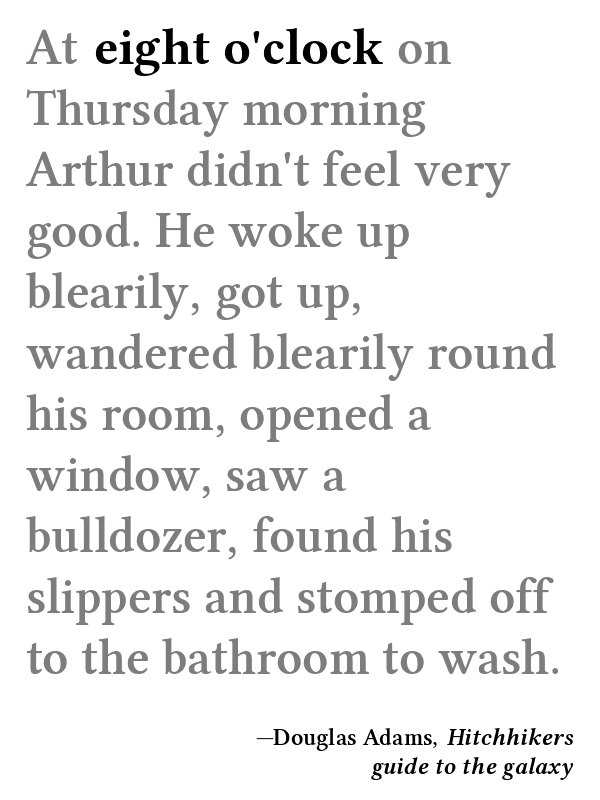 At eight o'clock on
Thursday morning
Arthur didn't feel very
good. He woke up
blearily, got up,
wandered blearily round
his room, opened a
window, saw a
bulldozer, found his
slippers and stomped off
to the bathroom to wash.
—Douglas Adams, Hitchhikers
guide to the galaxy